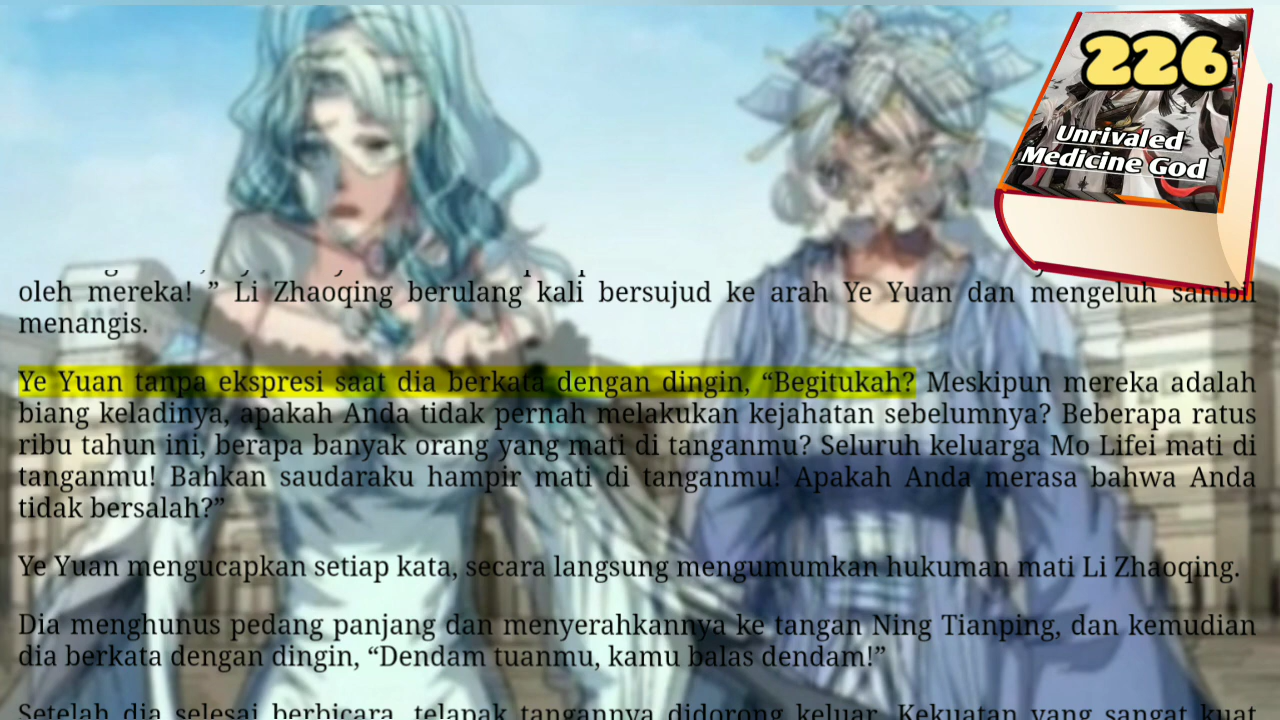 226
Unrivaled
Medicine God
oleh mereka! ” Li Zhaoqing berulang kali bersujud ke arah Ye Yuan dan mengeluh sambil
menangis.
Ye Yuan tanpa ekspresi saat dia berkata dengan dingin, “Begitukah? Meskipun mereka adalah
biang keladinya, apakah Anda tidak pernah melakukan kejahatan sebelumnya? Beberapa ratus
ribu tahun ini, berapa banyak orang yang mati di tanganmu? Seluruh keluarga Mo Lifei mati di
tanganmu! Bahkan saudaraku hampir mati di tanganmu! Apakah Anda merasa bahwa Anda
tidak bersalah?”
Ye Yuan mengucapkan setiap kata, secara langsung mengumumkan hukuman mati Li Zhaoqing.
Dia menghunus pedang panjang dan menyerahkannya ke tangan Ning Tianping, dan kemudian
dia berkata dengan dingin, “Dendam tuanmu, kamu balas dendam!”
Setelah dia selesai berbicara, telapak tangannya didorong keluar. Kekuatan yang sangat kuat